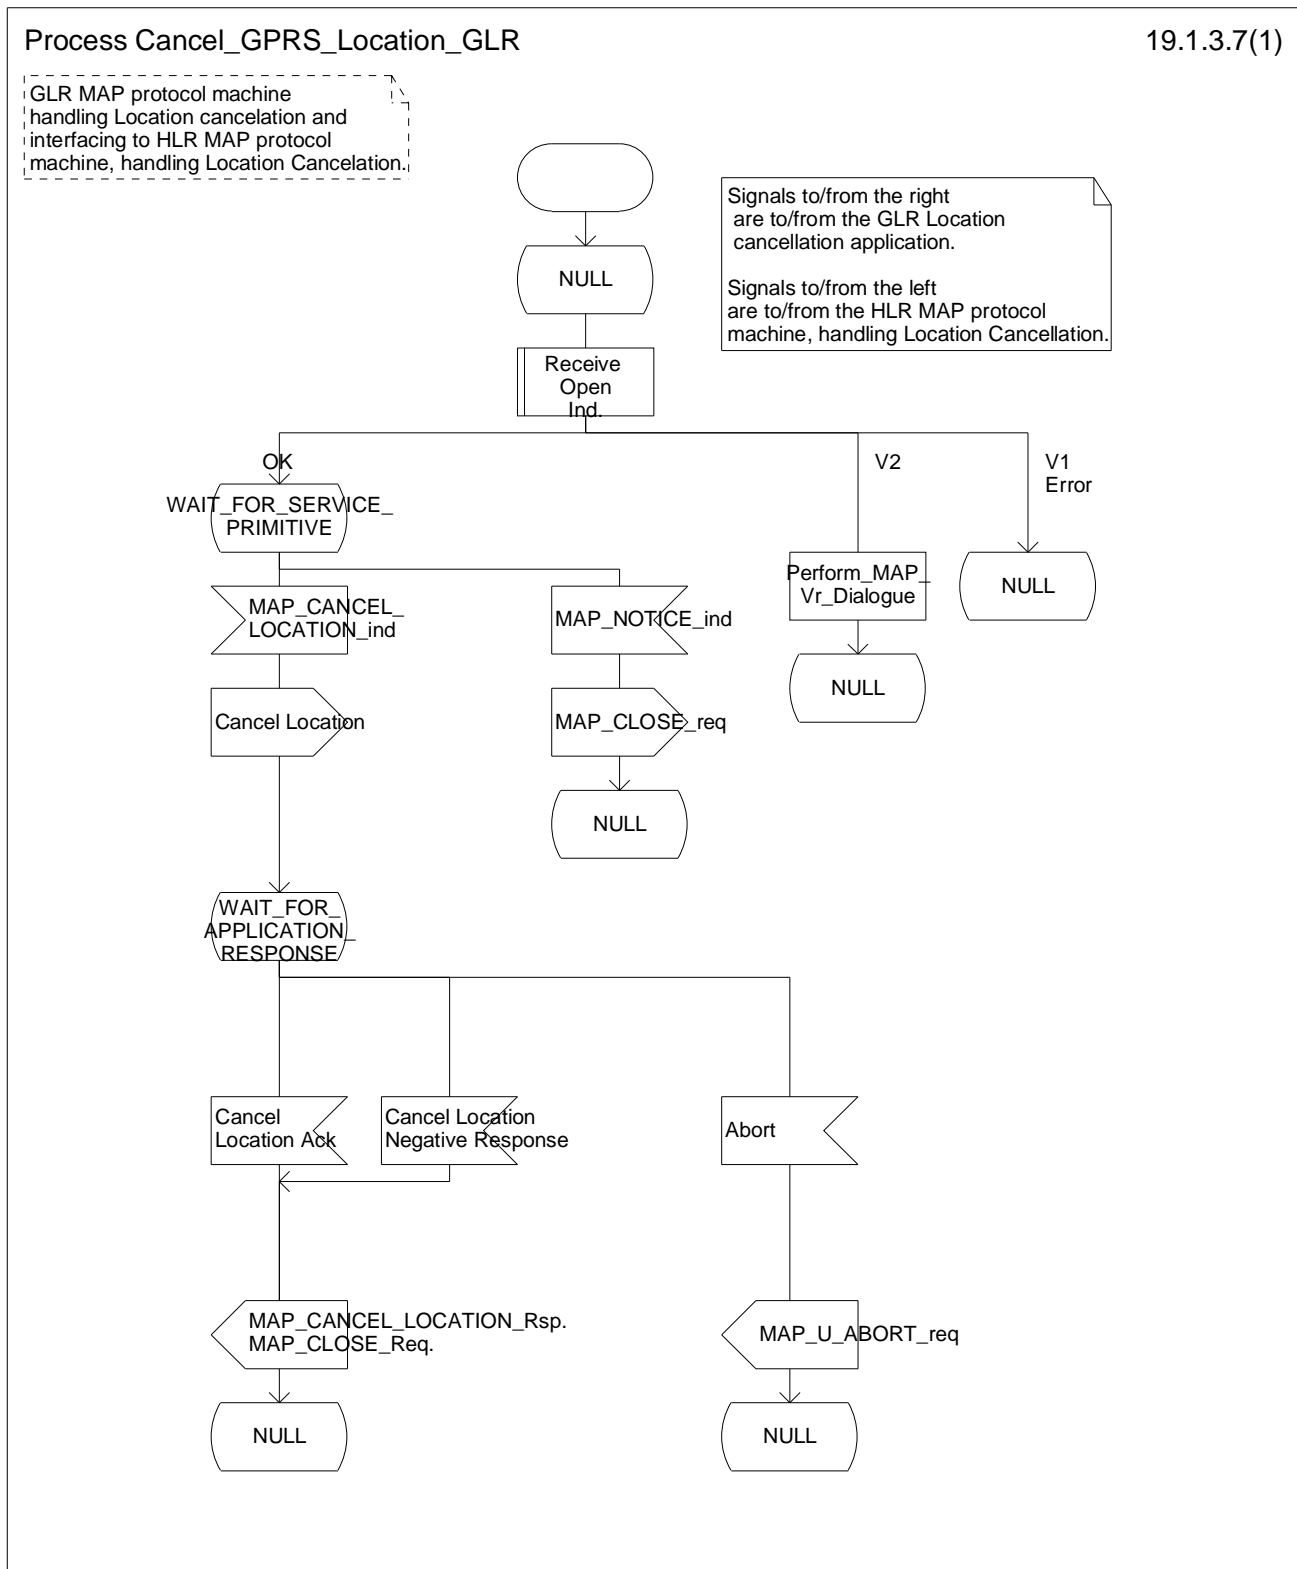 Process Cancel_GPRS_Location_GLR
19.1.3.7(1)
GLR MAP protocol machine
handling Location cancelation and
interfacing to HLR MAP protocol
machine, handling Location Cancelation.
Signals to/from the right
are to/from the GLR Location
cancellation application.
Signals to/from the left
are to/from the HLR MAP protocol
machine, handling Location Cancellation.
NULL
Receive
Open
Ind.
OK
V2
V1
Error
WAIT_FOR_SERVICE_
PRIMITIVE
Perform_MAP_
Vr_Dialogue
NULL
MAP_CANCEL_
LOCATION_ind
MAP_NOTICE_ind
NULL
Cancel Location
MAP_CLOSE_req
NULL
WAIT_FOR_
APPLICATION_
RESPONSE
Cancel
Location Ack
Cancel Location
Negative Response
Abort
MAP_CANCEL_LOCATION_Rsp.
MAP_CLOSE_Req.
MAP_U_ABORT_req
NULL
NULL